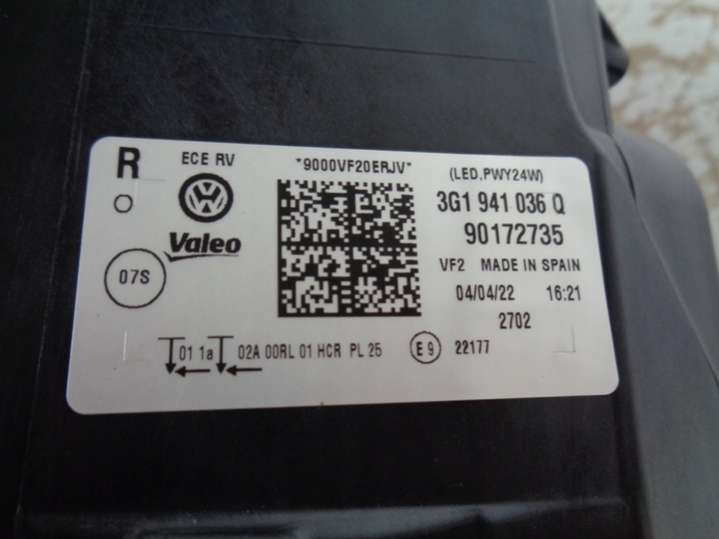 R ECE RV *9000VF20ERJV* (LED,PWY24W)
3G1 941 036 Q
Valeo 90172735
07S VF2 MADE IN SPAIN
04/04/22 16:21
2702
01 1a 02A 00RL 01 HCR PL 25 E9 22177